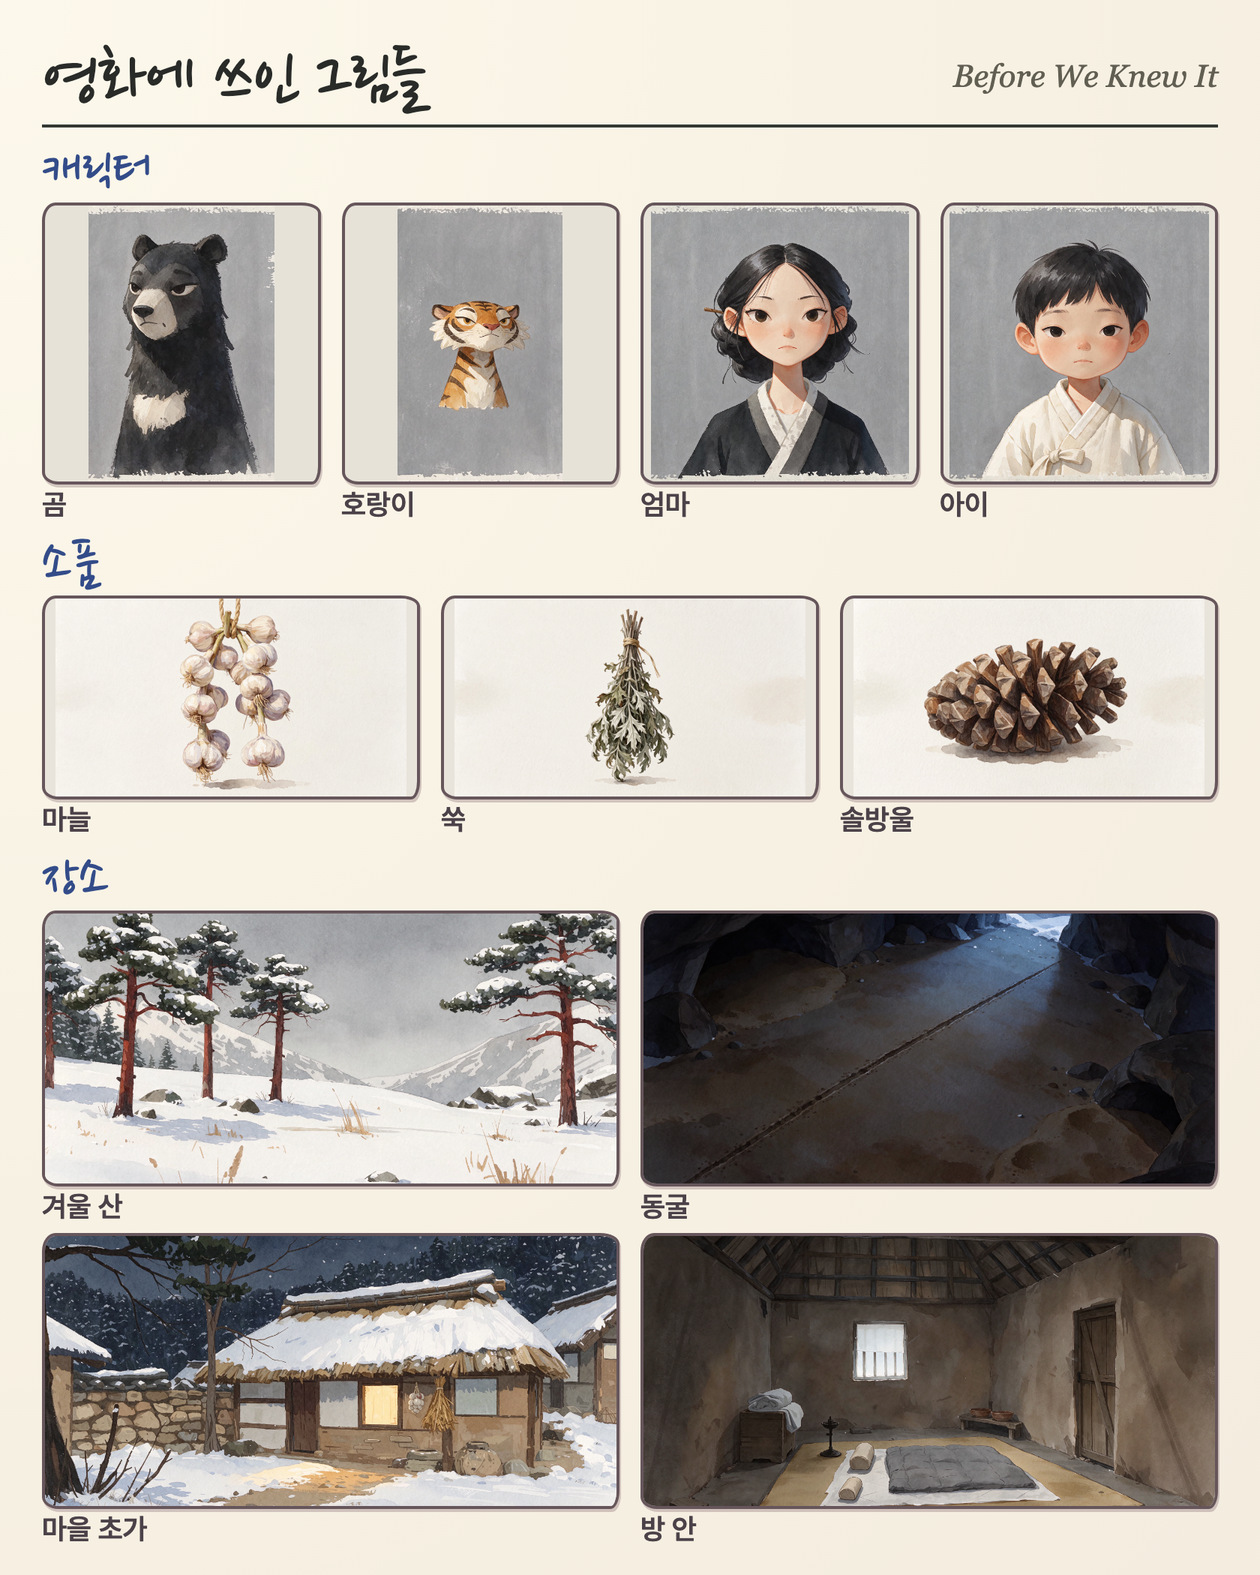 영화에 쓰인 그림들
Before We Knew It
캐릭터
곰
호랑이
엄마
아이
소품
마늘
쑥
솔방울
장소
겨울 산
동굴
마을 초가
방 안